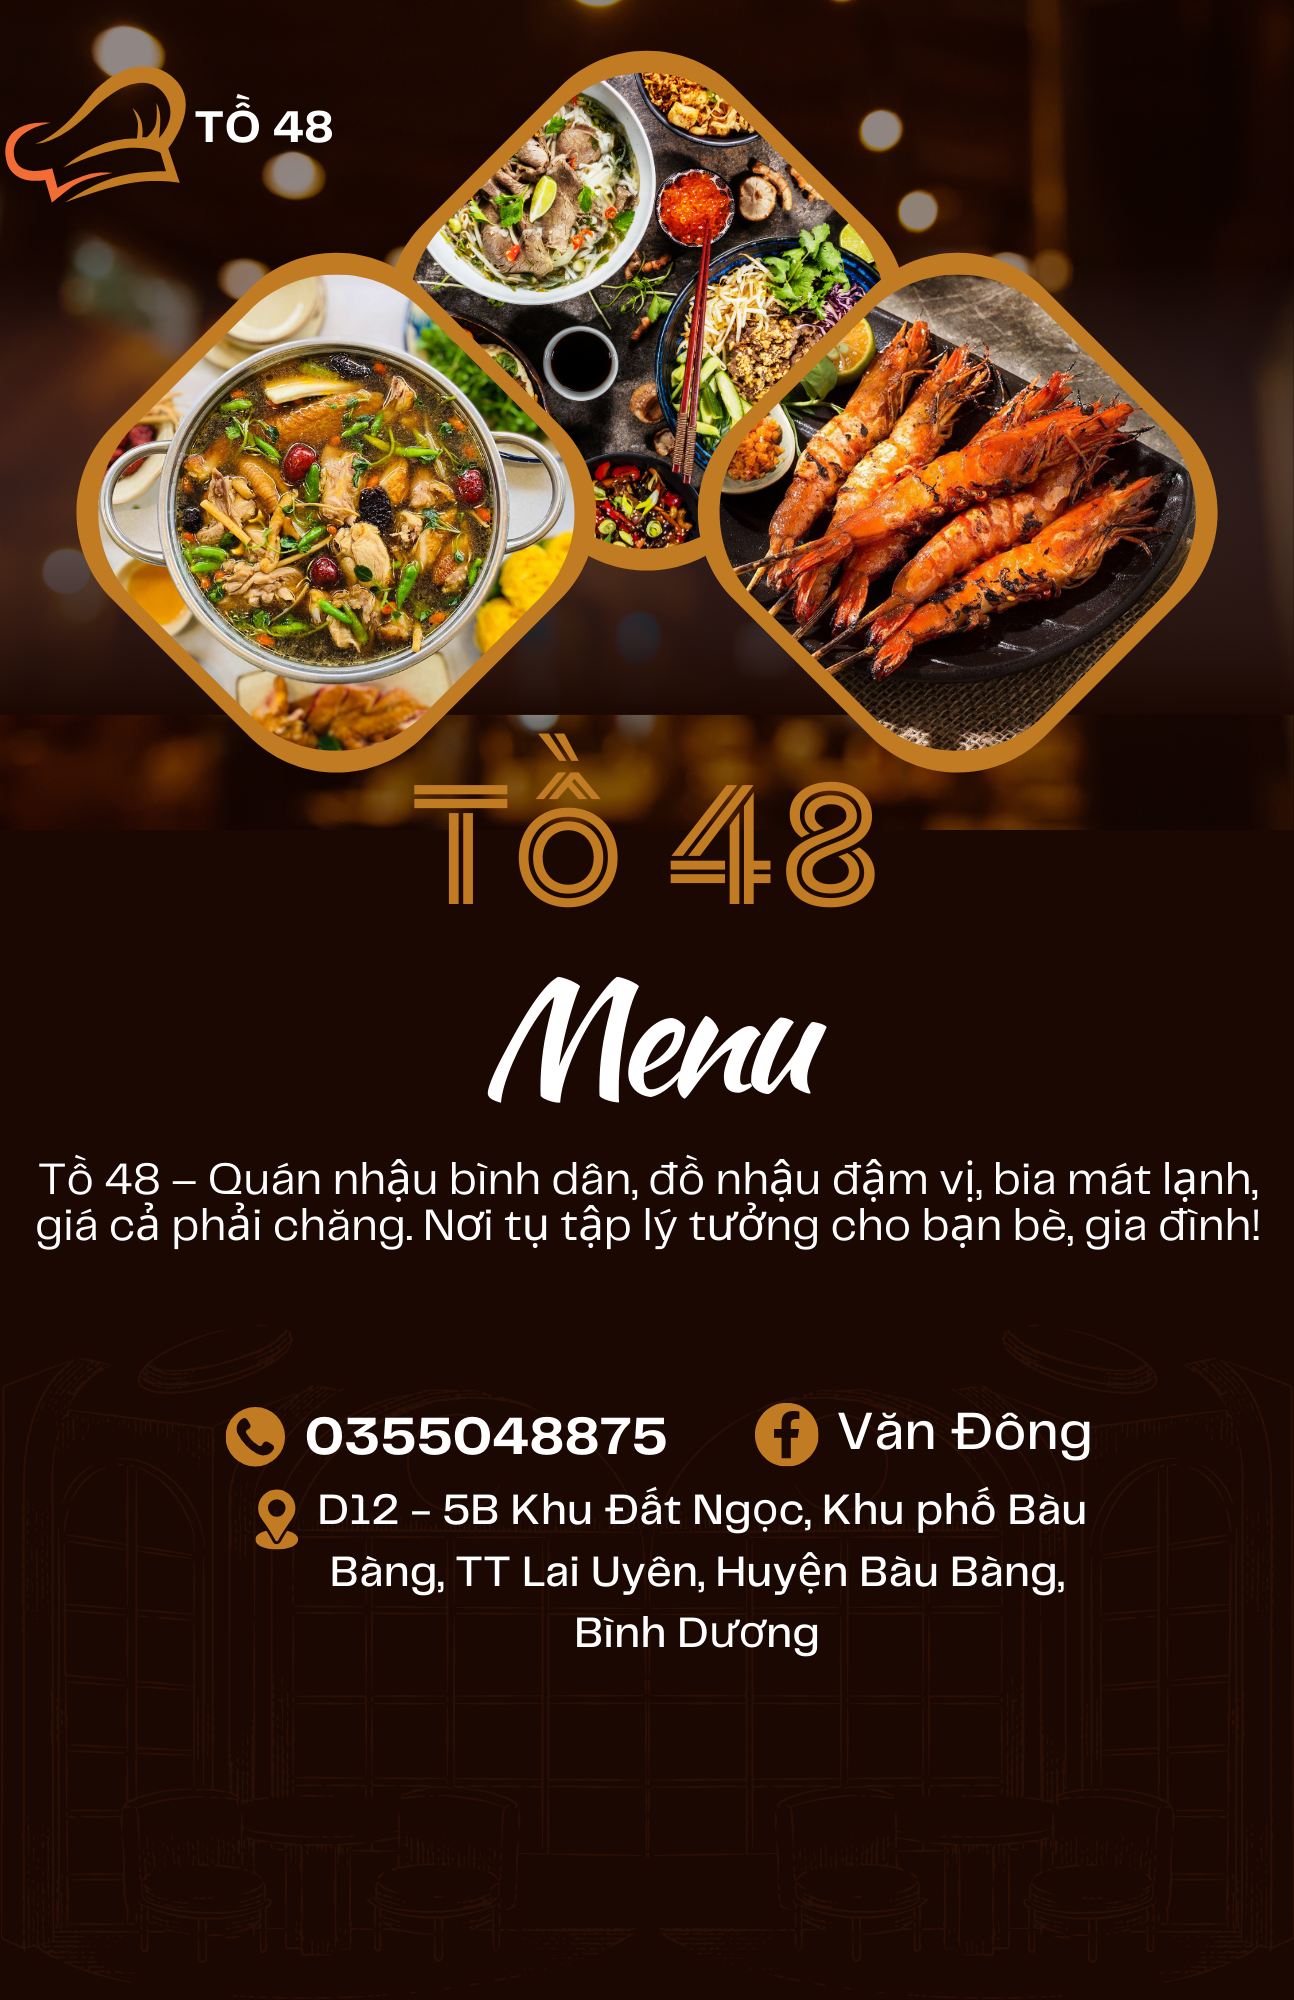 TỒ 48
TỒ 48
Menu
Tồ 48 – Quán nhậu bình dân, đồ nhậu đậm vị, bia mát lạnh,
giá cả phải chăng. Nơi tụ tập lý tưởng cho bạn bè, gia đình!
0355048875
Văn Đông
D12 - 5B Khu Đất Ngọc, Khu phố Bàu
Bàng, TT Lai Uyên, Huyện Bàu Bàng,
Bình Dương